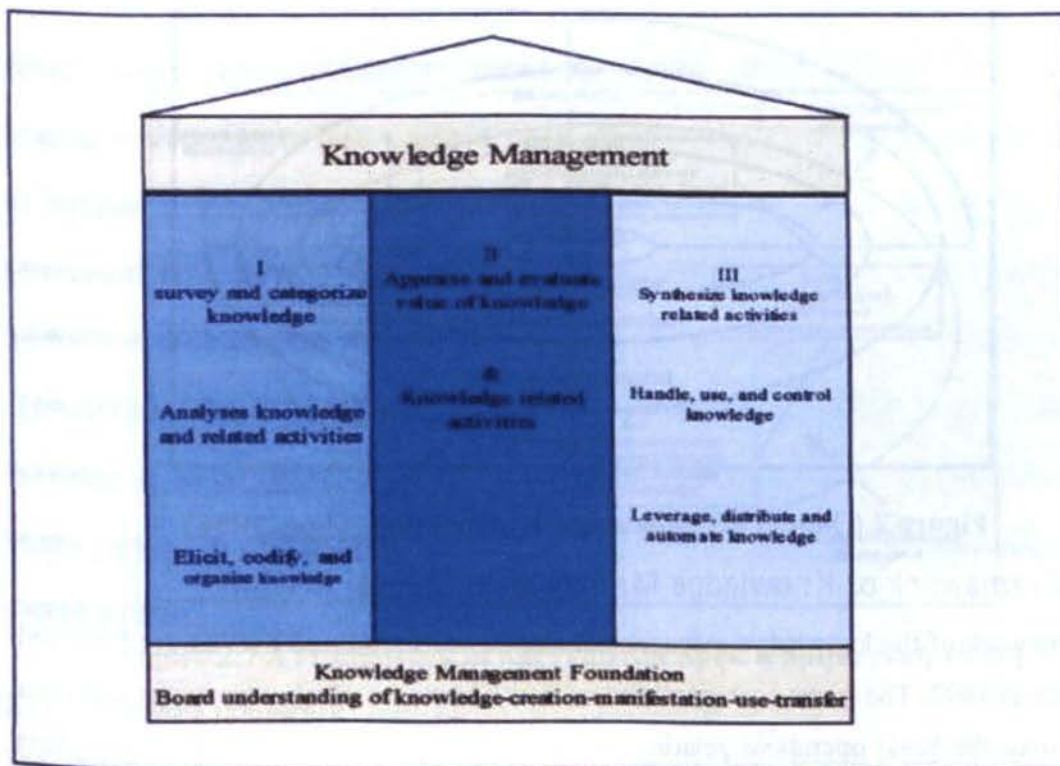 Knowledge Management
I
survey and categorize
knowledge
Analyses knowledge
and related activities
Elicit, codify, and
organize knowledge
II
Appraise and evaluate
value of knowledge
&
Knowledge related
activities
III
Synthesize knowledge
related activities
Handle, use, and control
knowledge
Leverage, distribute and
automate knowledge
Knowledge Management Foundation
Board understanding of knowledge-creation-manifestation-use-transfer